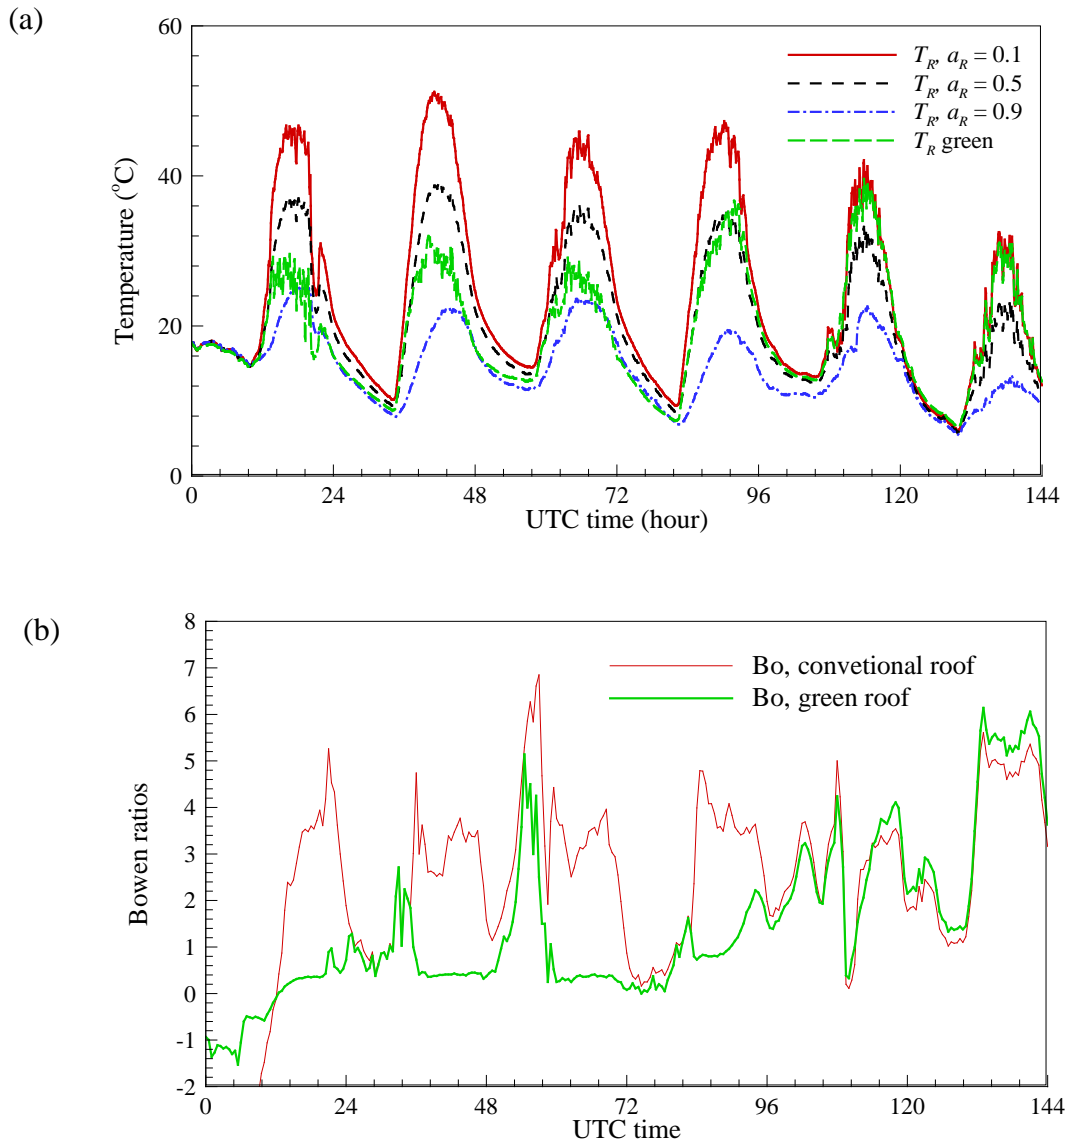 (a)
60
40
20
0
Temperature (°C)
T_R, a_R = 0.1
T_R, a_R = 0.5
T_R, a_R = 0.9
T_R green
0 24 48 72 96 120 144
UTC time (hour)
(b)
8
7
6
5
4
3
2
1
0
-1
-2
Bowen ratios
Bo, convetional roof
Bo, green roof
0 24 48 72 96 120 144
UTC time